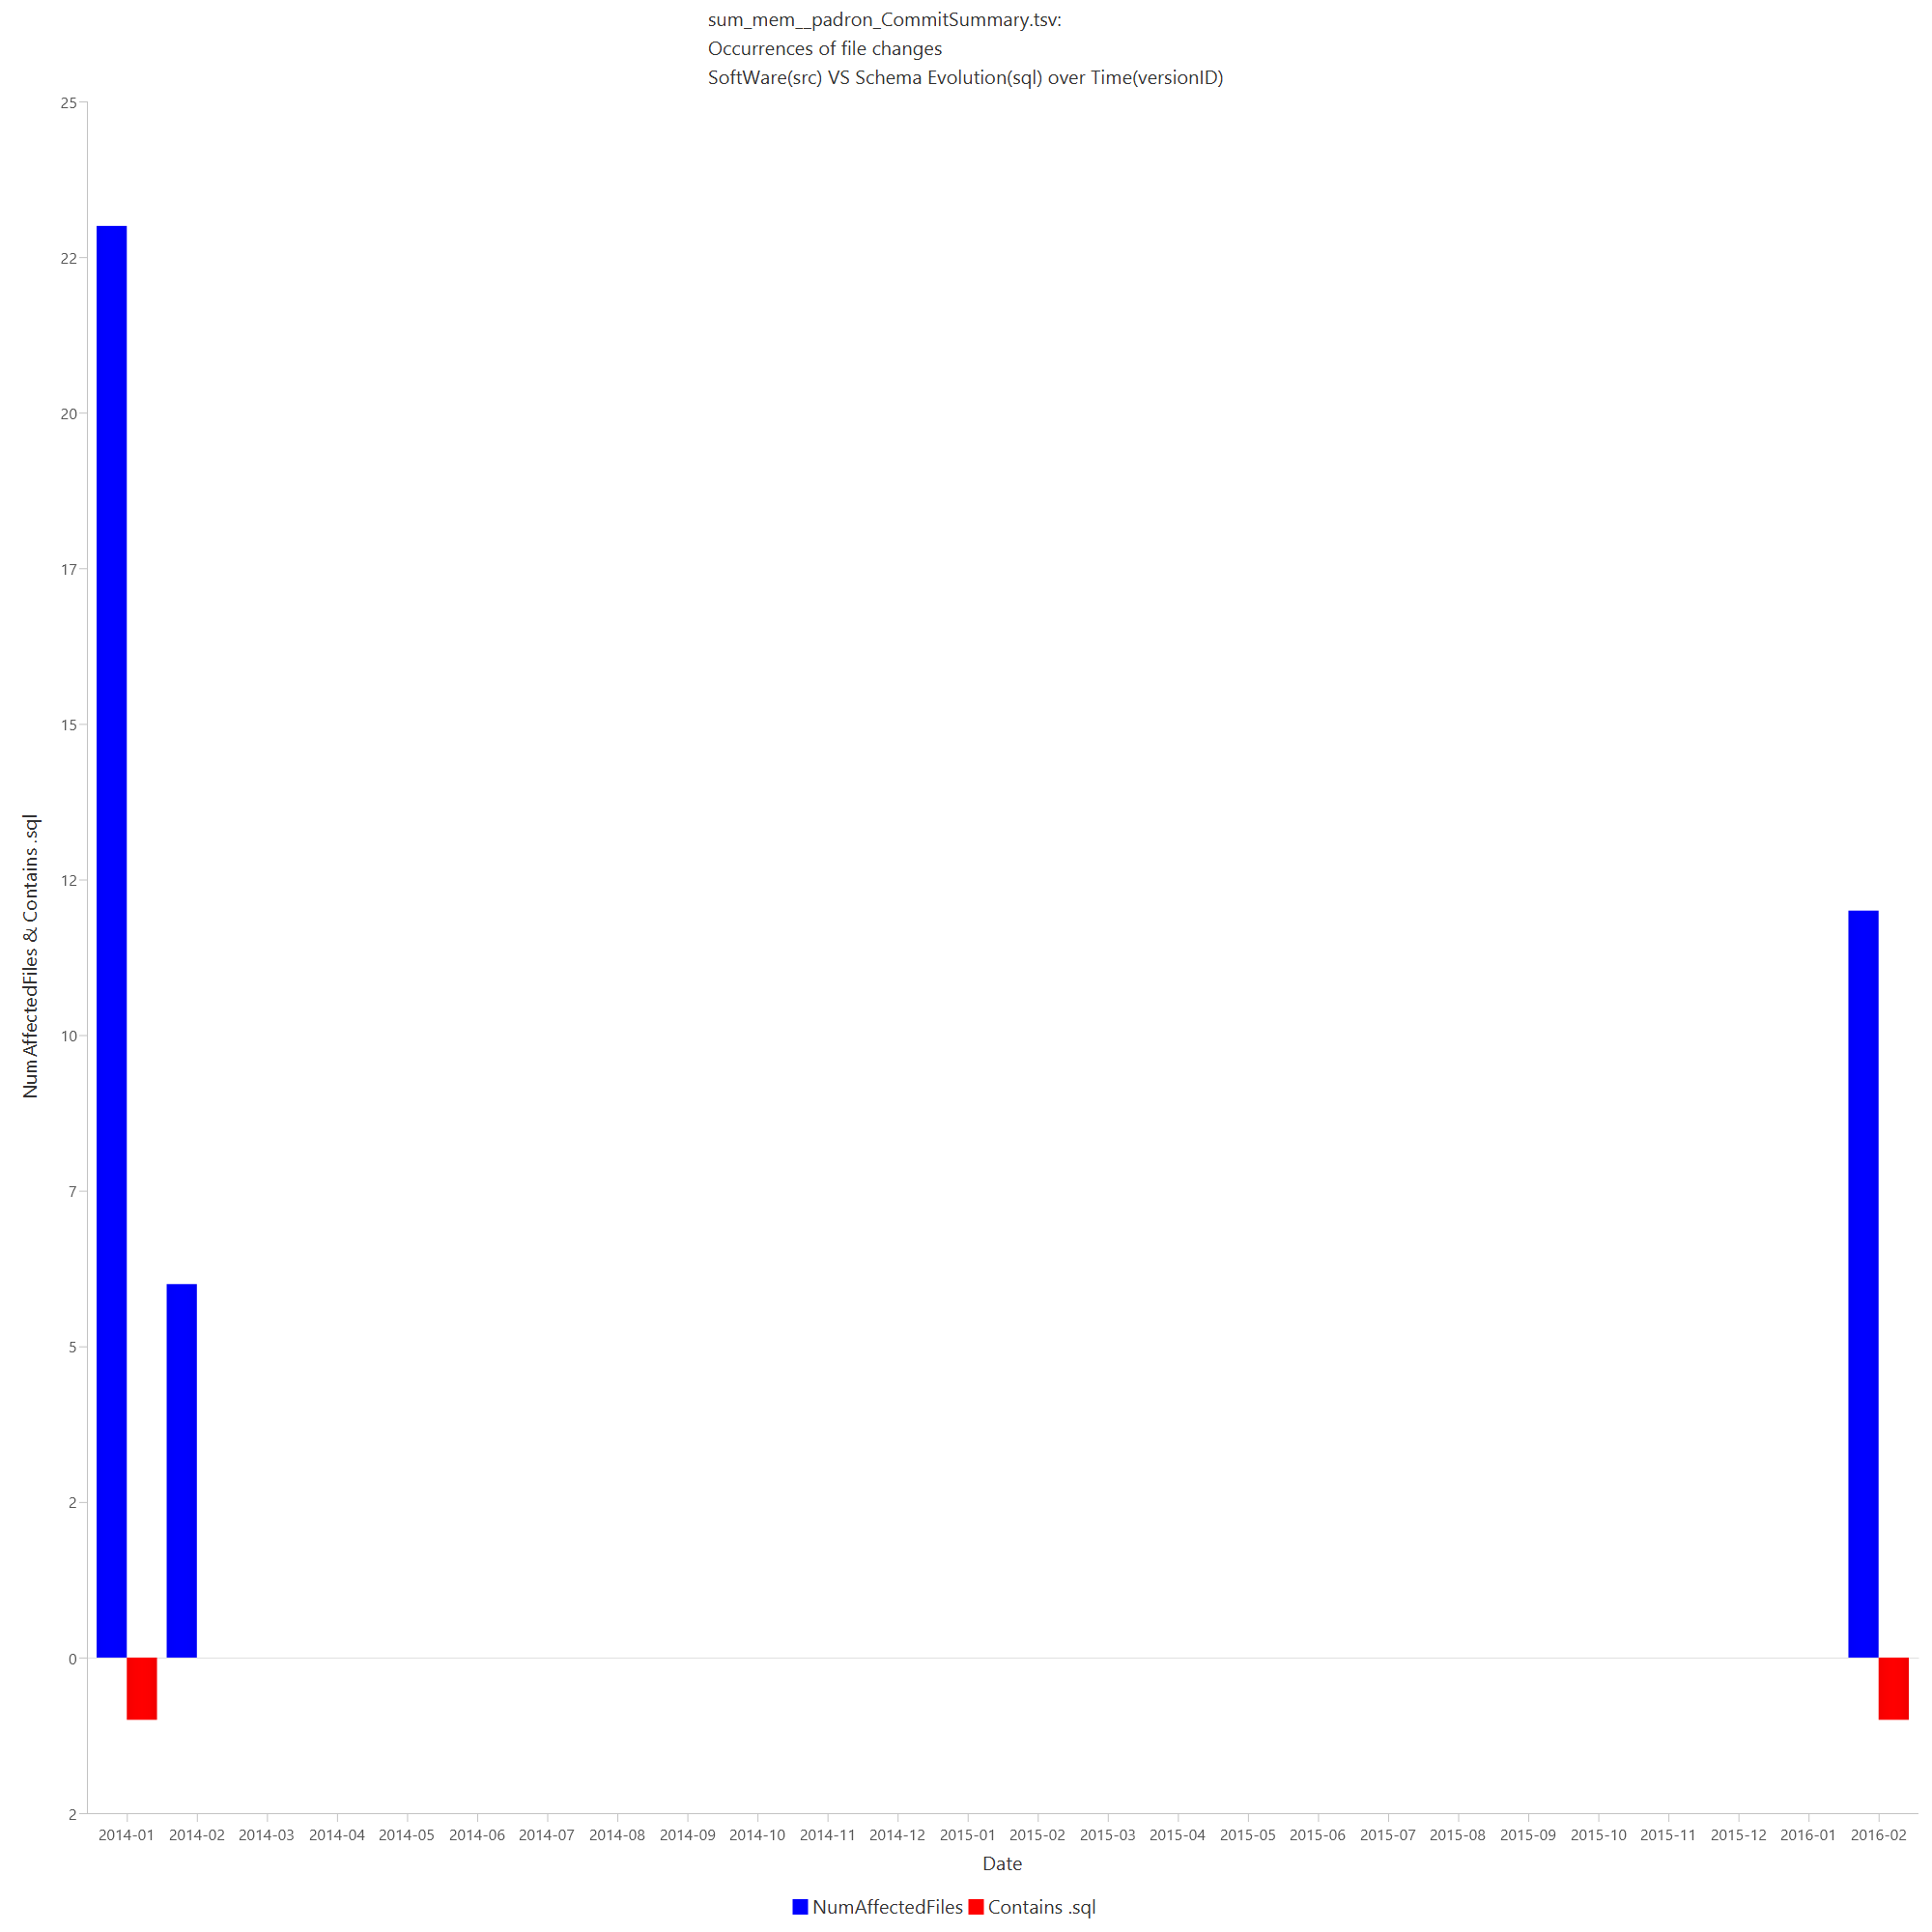 sum_mem__padron_CommitSummary.tsv:
Occurrences of file changes
SoftWare(src) VS Schema Evolution(sql) over Time(versionID)
25
22
20
17
15
12
10
7
5
2
0
2
NumAffectedFiles & Contains .sql
2014-01 2014-02 2014-03 2014-04 2014-05 2014-06 2014-07 2014-08 2014-09 2014-10 2014-11 2014-12 2015-01 2015-02 2015-03 2015-04 2015-05 2015-06 2015-07 2015-08 2015-09 2015-10 2015-11 2015-12 2016-01 2016-02
Date
NumAffectedFiles Contains .sql